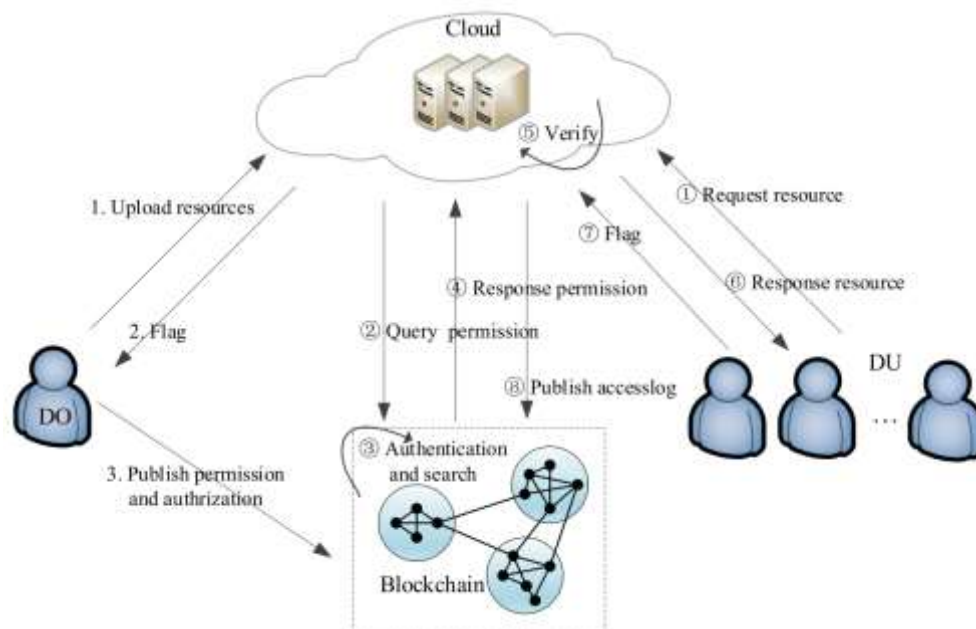 Cloud
⑤ Verify
1. Upload resources
① Request resource
⑦ Flag
④ Response permission
⑥ Response resource
2. Flag
② Query permission
DU
⑧ Publish accesslog
DO
...
③ Authentication
and search
3. Publish permission
and authrization
Blockchain